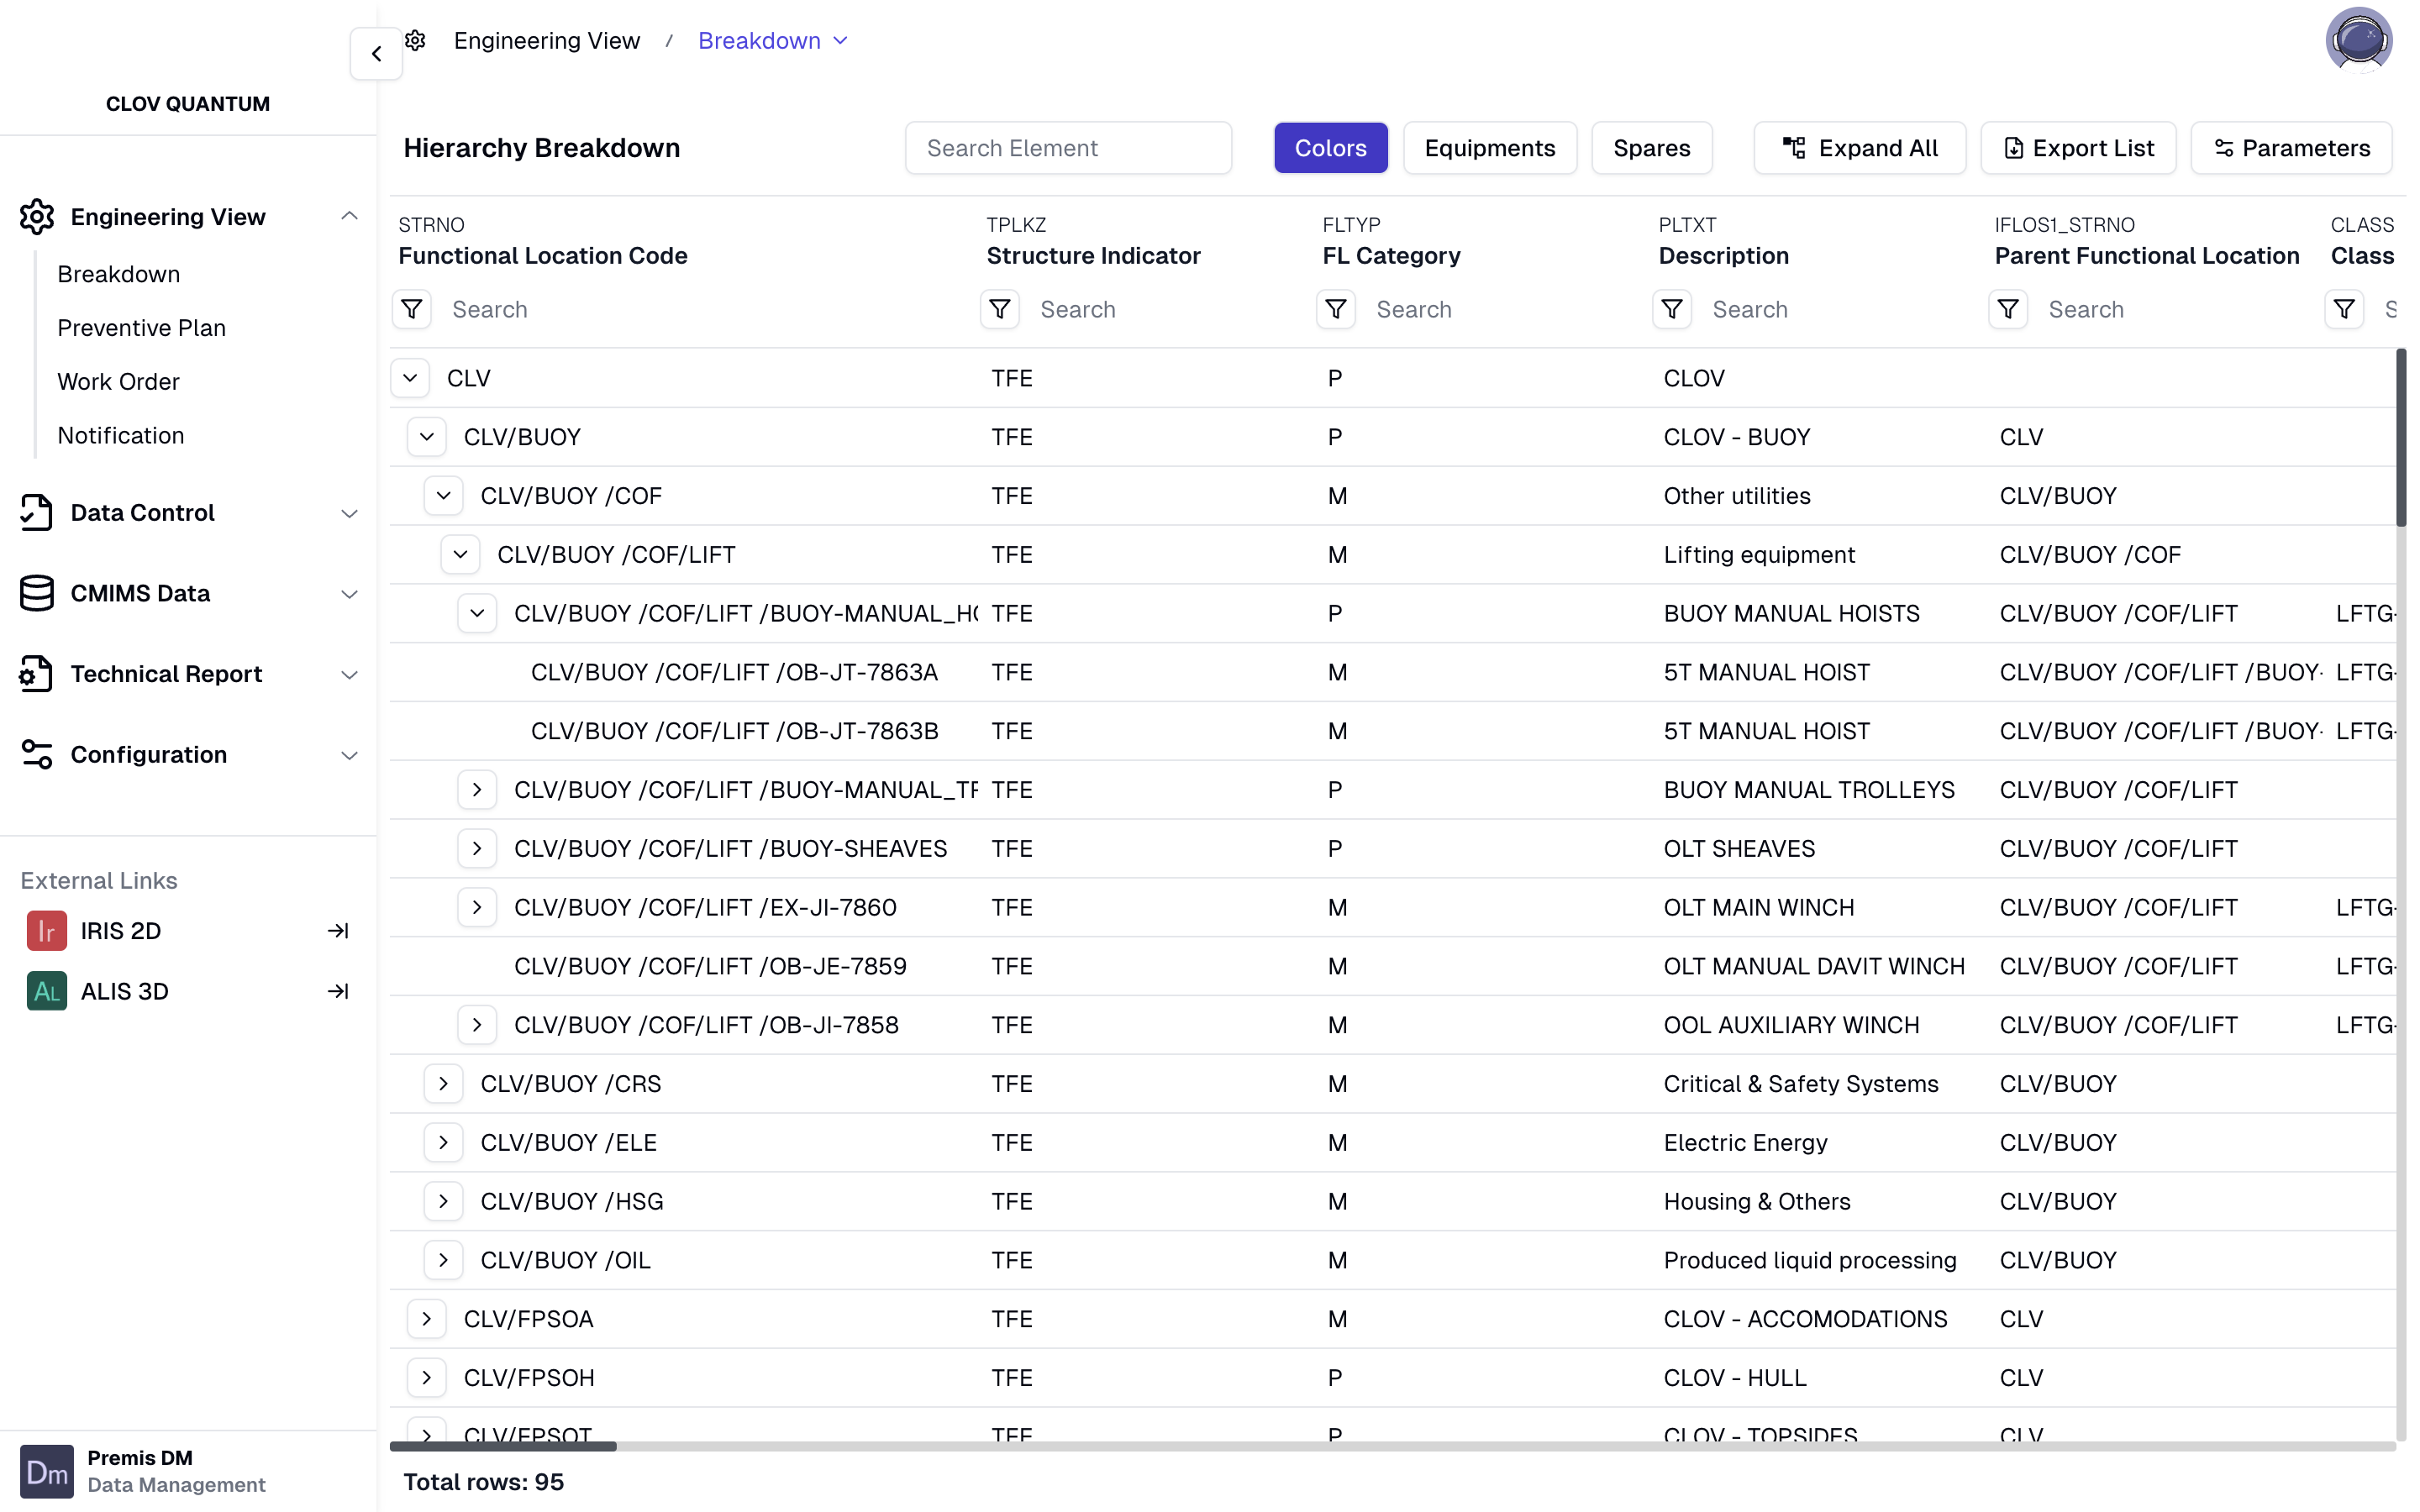 Engineering View / Breakdown
CLOV QUANTUM
Engineering View
Breakdown
Preventive Plan
Work Order
Notification
Data Control
CMIMS Data
Technical Report
Configuration
External Links
Ir IRIS 2D
AL ALIS 3D
Dm Premis DM
Data Management
Hierarchy Breakdown
Search Element
Colors
Equipments
Spares
Expand All
Export List
Parameters
STRNO TPLKZ FLTYP PLTXT IFLOS1_STRNO CLASS
Functional Location Code Structure Indicator FL Category Description Parent Functional Location Class
Search Search Search Search Search S
CLV TFE P CLOV
CLV/BUOY TFE P CLOV - BUOY CLV
CLV/BUOY /COF TFE M Other utilities CLV/BUOY
CLV/BUOY /COF/LIFT TFE M Lifting equipment CLV/BUOY /COF
CLV/BUOY /COF/LIFT /BUOY-MANUAL_HO TFE P BUOY MANUAL HOISTS CLV/BUOY /COF/LIFT LFTG-
CLV/BUOY /COF/LIFT /OB-JT-7863A TFE M 5T MANUAL HOIST CLV/BUOY /COF/LIFT /BUOY- LFTG-
CLV/BUOY /COF/LIFT /OB-JT-7863B TFE M 5T MANUAL HOIST CLV/BUOY /COF/LIFT /BUOY- LFTG-
CLV/BUOY /COF/LIFT /BUOY-MANUAL_TR TFE P BUOY MANUAL TROLLEYS CLV/BUOY /COF/LIFT
CLV/BUOY /COF/LIFT /BUOY-SHEAVES TFE P OLT SHEAVES CLV/BUOY /COF/LIFT
CLV/BUOY /COF/LIFT /EX-JI-7860 TFE M OLT MAIN WINCH CLV/BUOY /COF/LIFT LFTG-
CLV/BUOY /COF/LIFT /OB-JE-7859 TFE M OLT MANUAL DAVIT WINCH CLV/BUOY /COF/LIFT LFTG-
CLV/BUOY /COF/LIFT /OB-JI-7858 TFE M OOL AUXILIARY WINCH CLV/BUOY /COF/LIFT LFTG-
CLV/BUOY /CRS TFE M Critical & Safety Systems CLV/BUOY
CLV/BUOY /ELE TFE M Electric Energy CLV/BUOY
CLV/BUOY /HSG TFE M Housing & Others CLV/BUOY
CLV/BUOY /OIL TFE M Produced liquid processing CLV/BUOY
CLV/FPSOA TFE M CLOV - ACCOMODATIONS CLV
CLV/FPSOH TFE P CLOV - HULL CLV
CLV/FPSOT TFE P CLOV - TOPSIDES CLV
Total rows: 95